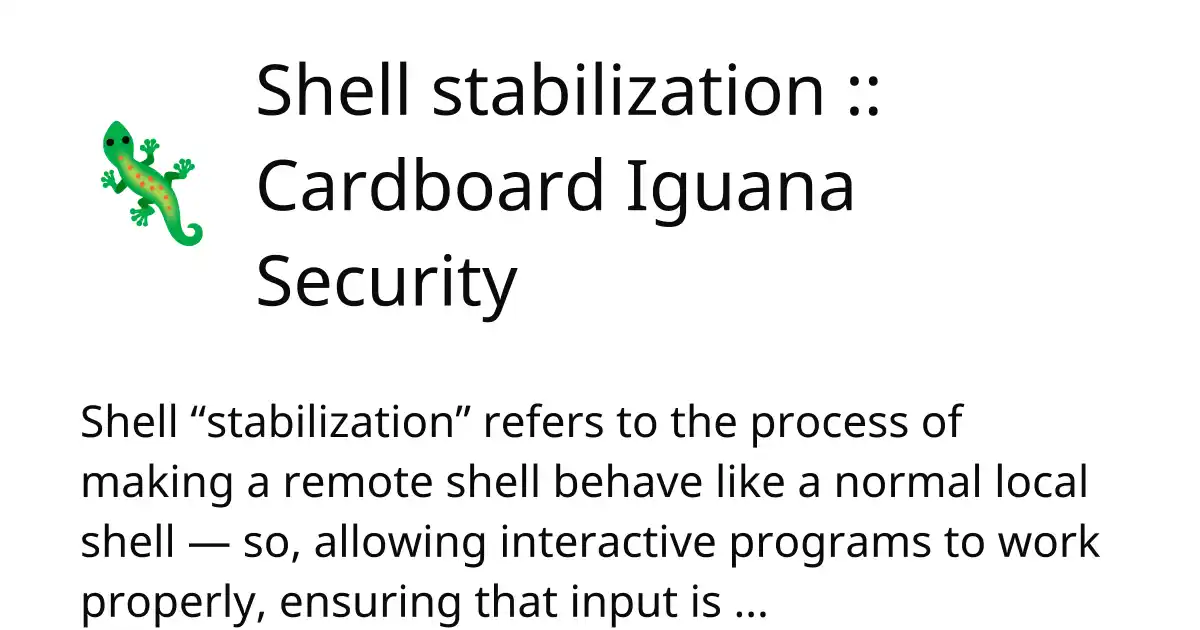 Shell stabilization ::
Cardboard Iguana
Security
Shell “stabilization” refers to the process of
making a remote shell behave like a normal local
shell — so, allowing interactive programs to work
properly, ensuring that input is …